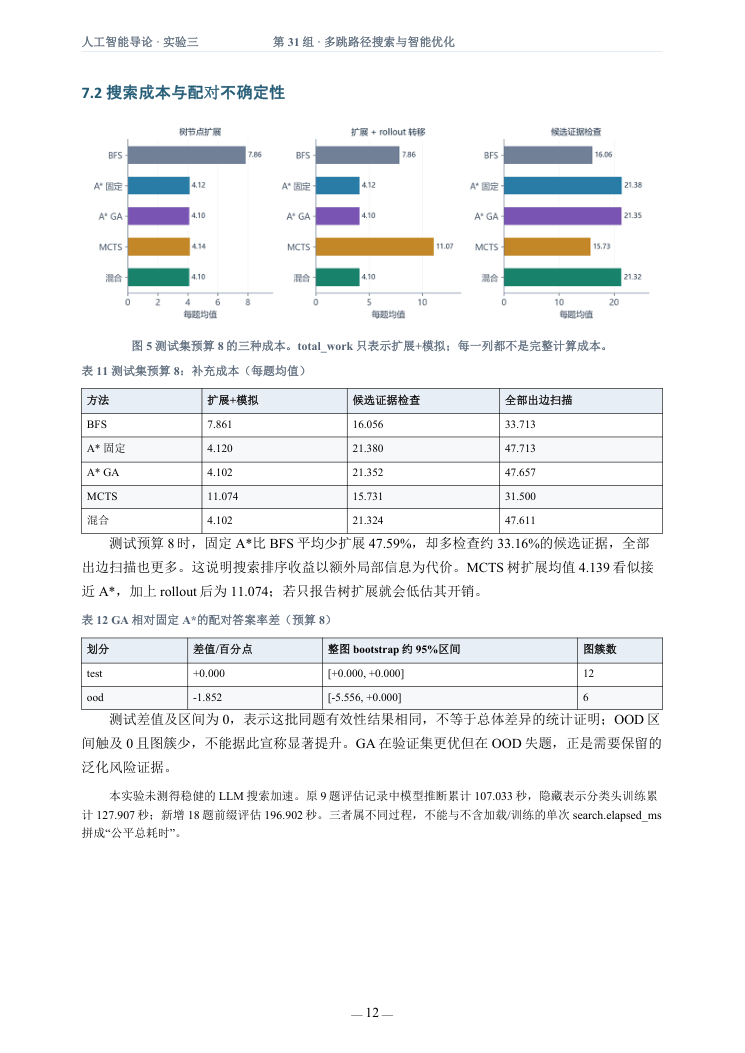 人工智能导论 · 实验三 第 31 组 · 多跳路径搜索与智能优化
7.2 搜索成本与配对不确定性
树节点扩展
BFS 7.86
A* 固定 4.12
A* GA 4.10
MCTS 4.14
混合 4.10
0 2 4 6 8
每题均值
扩展 + rollout 转移
BFS 7.86
A* 固定 4.12
A* GA 4.10
MCTS 11.07
混合 4.10
0 5 10
每题均值
候选证据检查
BFS 16.06
A* 固定 21.38
A* GA 21.35
MCTS 15.73
混合 21.32
0 10 20
每题均值
图 5 测试集预算 8 的三种成本。total_work 只表示扩展+模拟；每一列都不是完整计算成本。
表 11 测试集预算 8：补充成本（每题均值）
方法 扩展+模拟 候选证据检查 全部出边扫描
BFS 7.861 16.056 33.713
A* 固定 4.120 21.380 47.713
A* GA 4.102 21.352 47.657
MCTS 11.074 15.731 31.500
混合 4.102 21.324 47.611
测试预算 8 时，固定 A*比 BFS 平均少扩展 47.59%，却多检查约 33.16%的候选证据，全部
出边扫描也更多。这说明搜索排序收益以额外局部信息为代价。MCTS 树扩展均值 4.139 看似接
近 A*，加上 rollout 后为 11.074；若只报告树扩展就会低估其开销。
表 12 GA 相对固定 A*的配对答案率差（预算 8）
划分 差值/百分点 整图 bootstrap 约 95%区间 图簇数
test +0.000 [+0.000, +0.000] 12
ood -1.852 [-5.556, +0.000] 6
测试差值及区间为 0，表示这批同题有效性结果相同，不等于总体差异的统计证明；OOD 区
间触及 0 且图簇少，不能据此宣称显著提升。GA 在验证集更优但在 OOD 失题，正是需要保留的
泛化风险证据。
本实验未测得稳健的 LLM 搜索加速。原 9 题评估记录中模型推断累计 107.033 秒，隐藏表示分类头训练累
计 127.907 秒；新增 18 题前缀评估 196.902 秒。三者属不同过程，不能与不含加载/训练的单次 search.elapsed_ms
拼成“公平总耗时”。
— 12 —